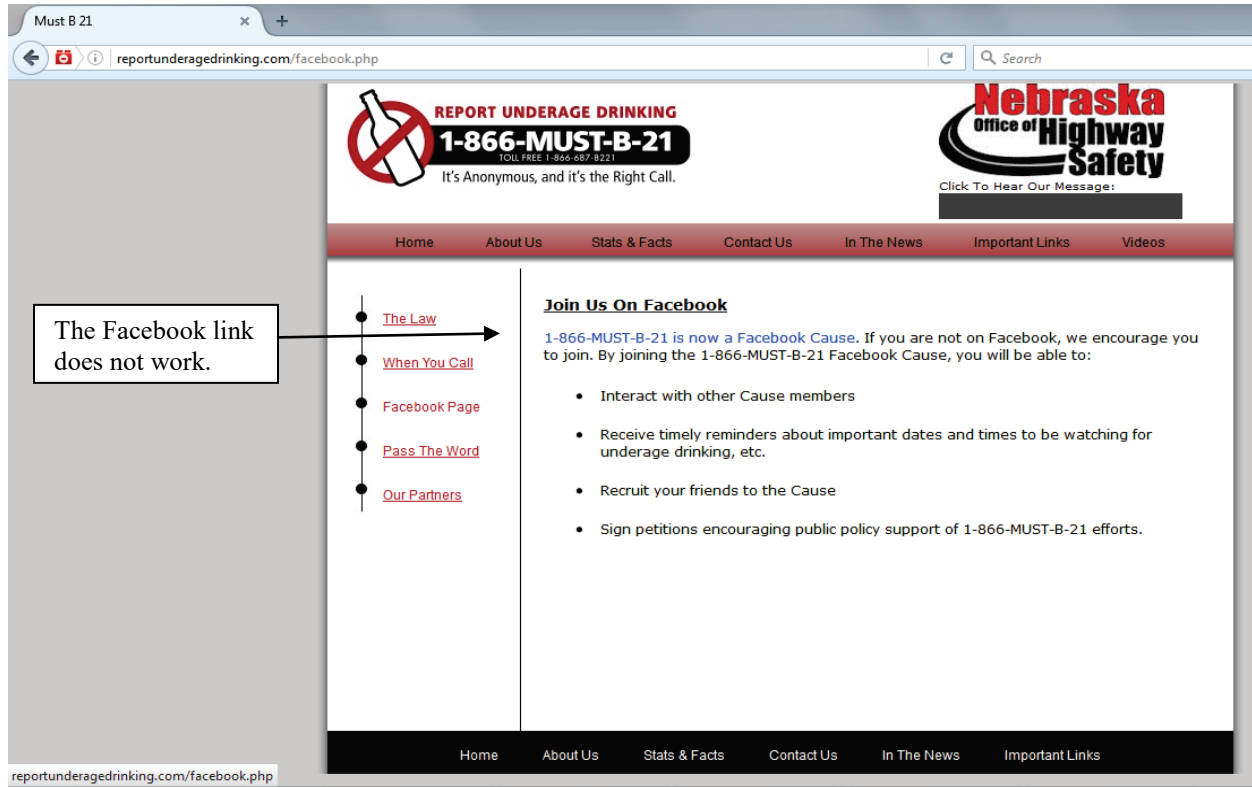 Must B 21
reportunderagedrinking.com/facebook.php
Search
REPORT UNDERAGE DRINKING
1-866-MUST-B-21
TOLL FREE 1-866-687-8221
It's Anonymous, and it's the Right Call.
Nebraska
Office of Highway
Safety
Click To Hear Our Message:
Home About Us Stats & Facts Contact Us In The News Important Links Videos
The Facebook link
does not work.
The Law
When You Call
Facebook Page
Pass The Word
Our Partners
Join Us On Facebook
1-866-MUST-B-21 is now a Facebook Cause. If you are not on Facebook, we encourage you
to join. By joining the 1-866-MUST-B-21 Facebook Cause, you will be able to:
• Interact with other Cause members
• Receive timely reminders about important dates and times to be watching for
underage drinking, etc.
• Recruit your friends to the Cause
• Sign petitions encouraging public policy support of 1-866-MUST-B-21 efforts.
Home About Us Stats & Facts Contact Us In The News Important Links
reportunderagedrinking.com/facebook.php